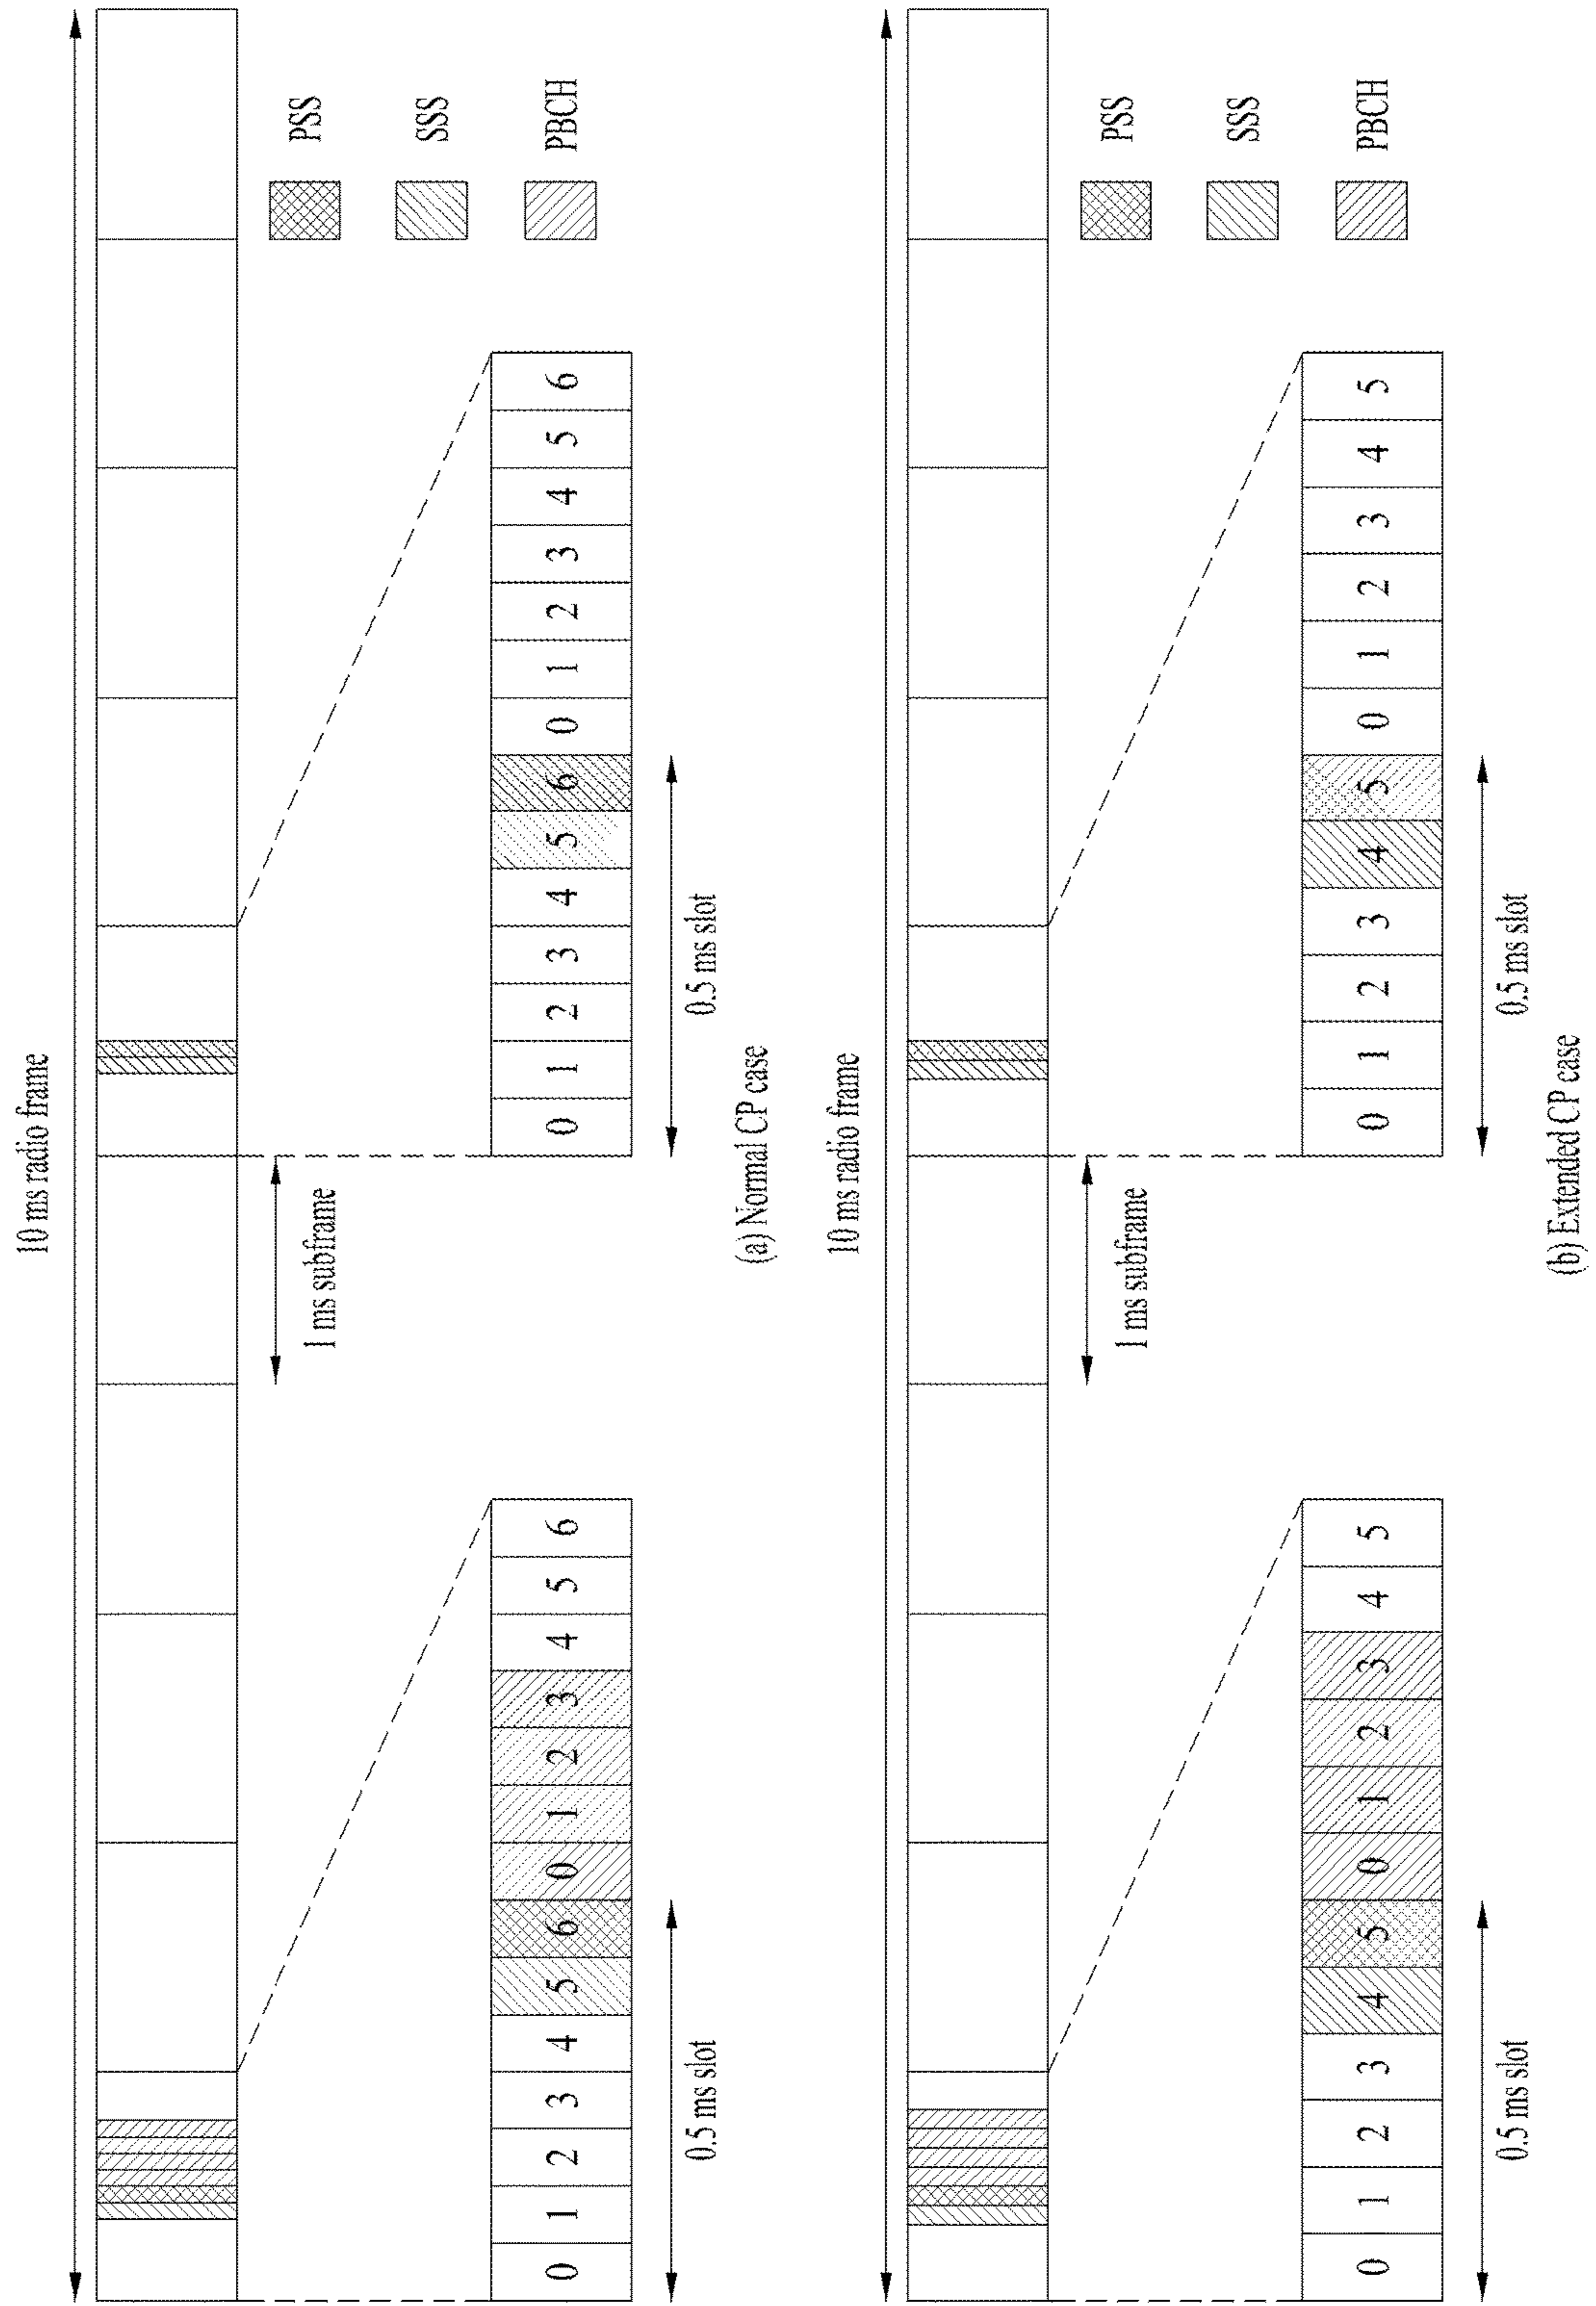 10 ms radio frame
PSS
SSS
PBCH
1 ms subframe
0 1 2 3 4 5 6 0 1 2 3 4 5 6
0 1 2 3 4 5 6 0 1 2 3 4 5 6
0.5 ms slot
0.5 ms slot
(a) Normal CP case
10 ms radio frame
PSS
SSS
PBCH
1 ms subframe
0 1 2 3 4 5 0 1 2 3 4 5
0 1 2 3 4 5 0 1 2 3 4 5
0.5 ms slot
0.5 ms slot
(b) Extended CP case